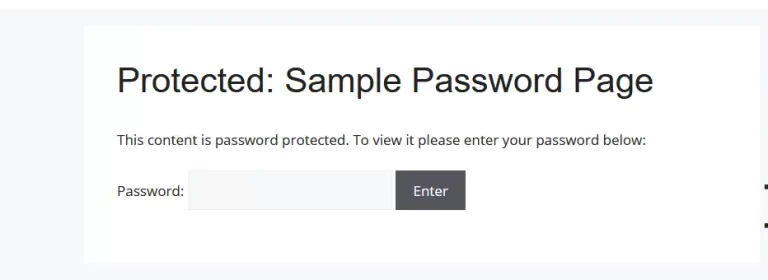 Protected: Sample Password Page
This content is password protected. To view it please enter your password below:
Password: Enter